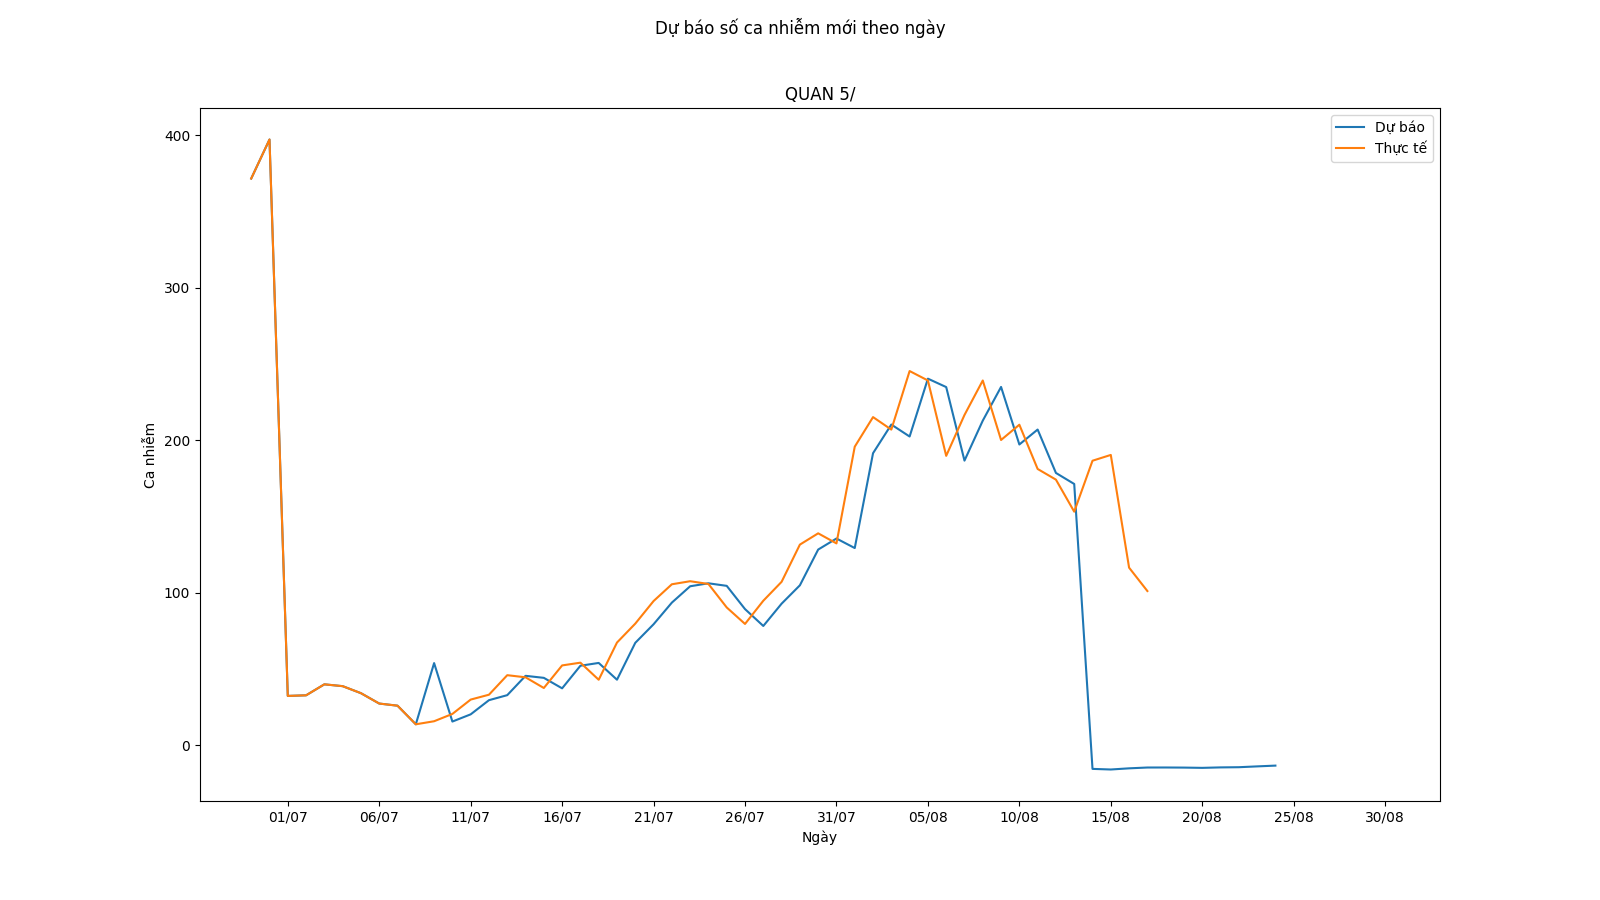 Dự báo số ca nhiễm mới theo ngày
QUAN 5/
Dự báo
Thực tế
Ca nhiễm
400
300
200
100
0
01/07 06/07 11/07 16/07 21/07 26/07 31/07 05/08 10/08 15/08 20/08 25/08 30/08
Ngày